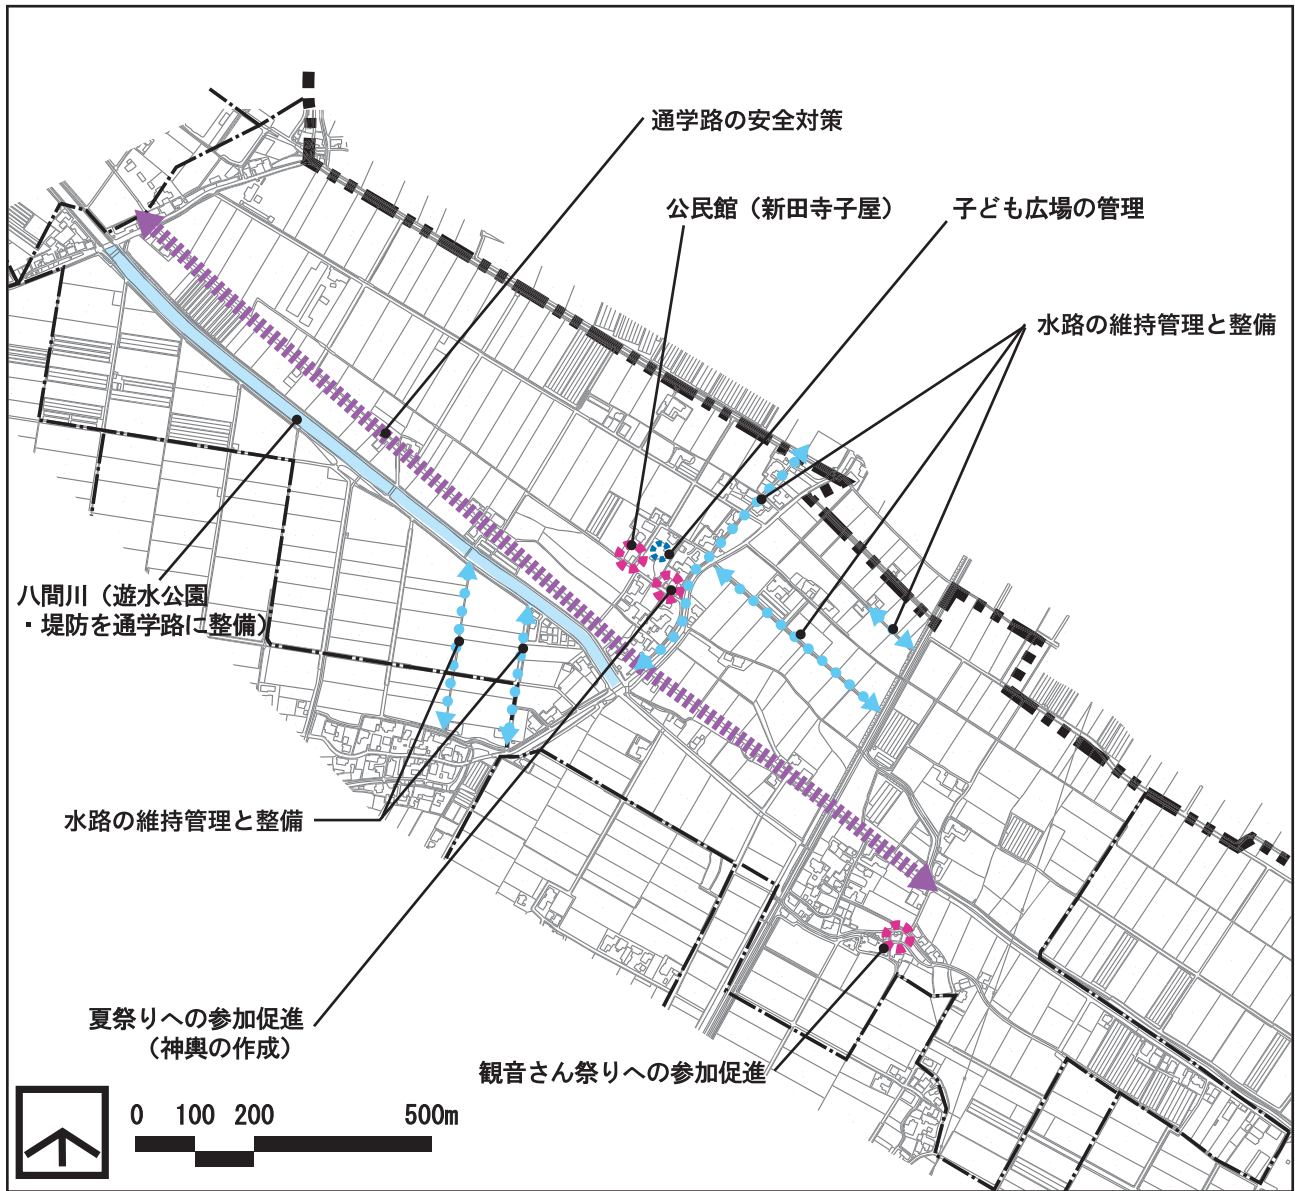 通学路の安全対策
公民館（新田寺子屋）
子ども広場の管理
水路の維持管理と整備
八間川（遊水公園
・堤防を通学路に整備）
水路の維持管理と整備
夏祭りへの参加促進
（神輿の作成）
観音さん祭りへの参加促進
0 100 200 500m